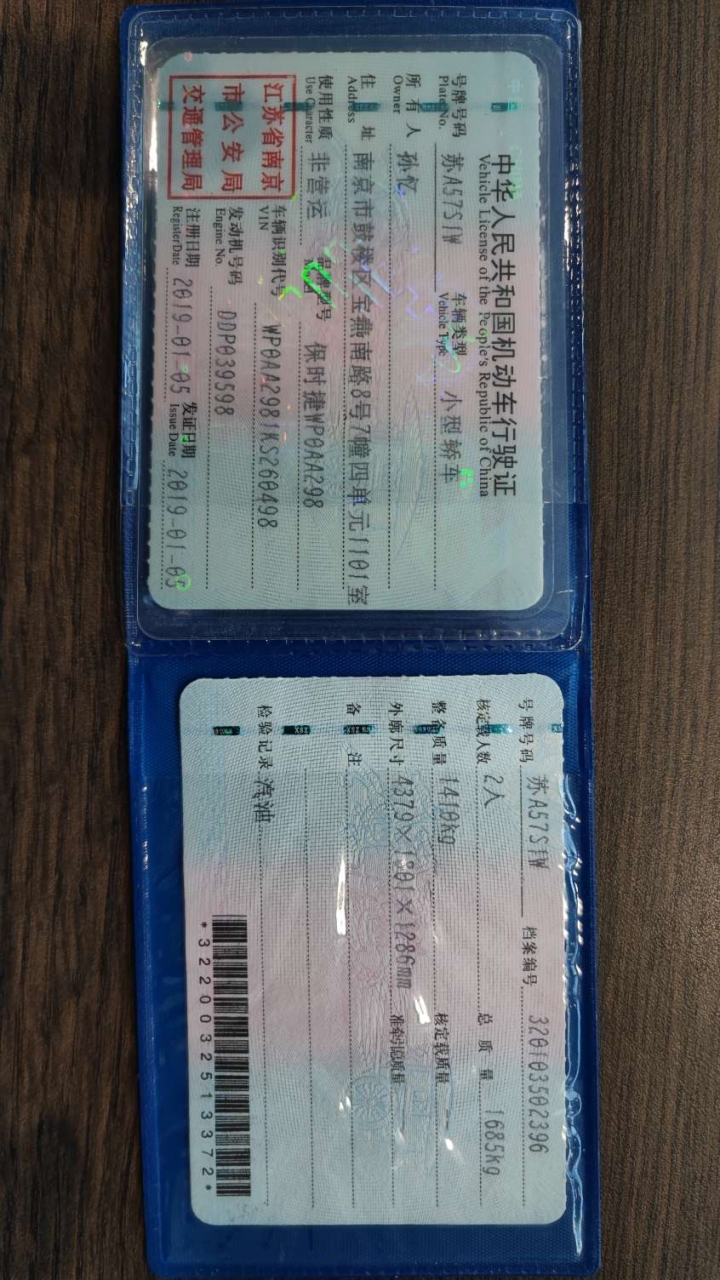 中华人民共和国机动车行驶证
Vehicle License of the People's Republic of China
号牌号码 苏A57S1W 车辆类型 小型轿车
Plate No. Vehicle Type
所有人 孙忆
Owner
住址 南京市鼓楼区宝燕南路8号7幢四单元1101室
Address
使用性质 非营运 品牌型号 保时捷WP0AA298
Use Character
江苏省南京
市公安局
交通管理局
车辆识别代号 WP0AA2981KS260498
VIN
发动机号码 DDP039598
Engine No.
注册日期 2019-01-05 发证日期 2019-01-05
Register Date Issue Date
号牌号码 苏A57S1W 档案编号 320103502396
核定载人数 2人 总质量 1685kg
整备质量 1410kg 核定载质量 --
外廓尺寸 4379×1801×1286mm 准牵引总质量 --
备注
检验记录 汽油
*3220032513372*